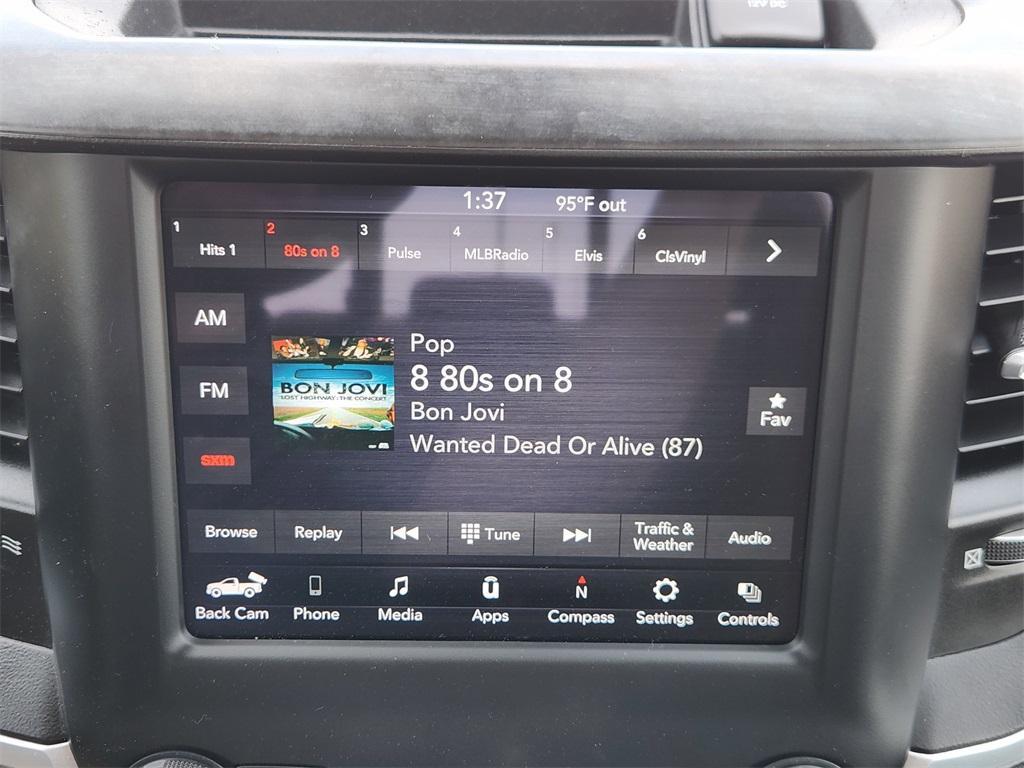 12V DC
1:37 95°F out
1 2 3 4 5 6
Hits 1 80s on 8 Pulse MLBRadio Elvis ClsVinyl
AM
FM
sxm
BON JOVI
LOST HIGHWAY: THE CONCERT
Pop
8 80s on 8
Bon Jovi
Wanted Dead Or Alive (87)
Fav
Browse Replay Tune Traffic & Weather Audio
N
Back Cam Phone Media Apps Compass Settings Controls